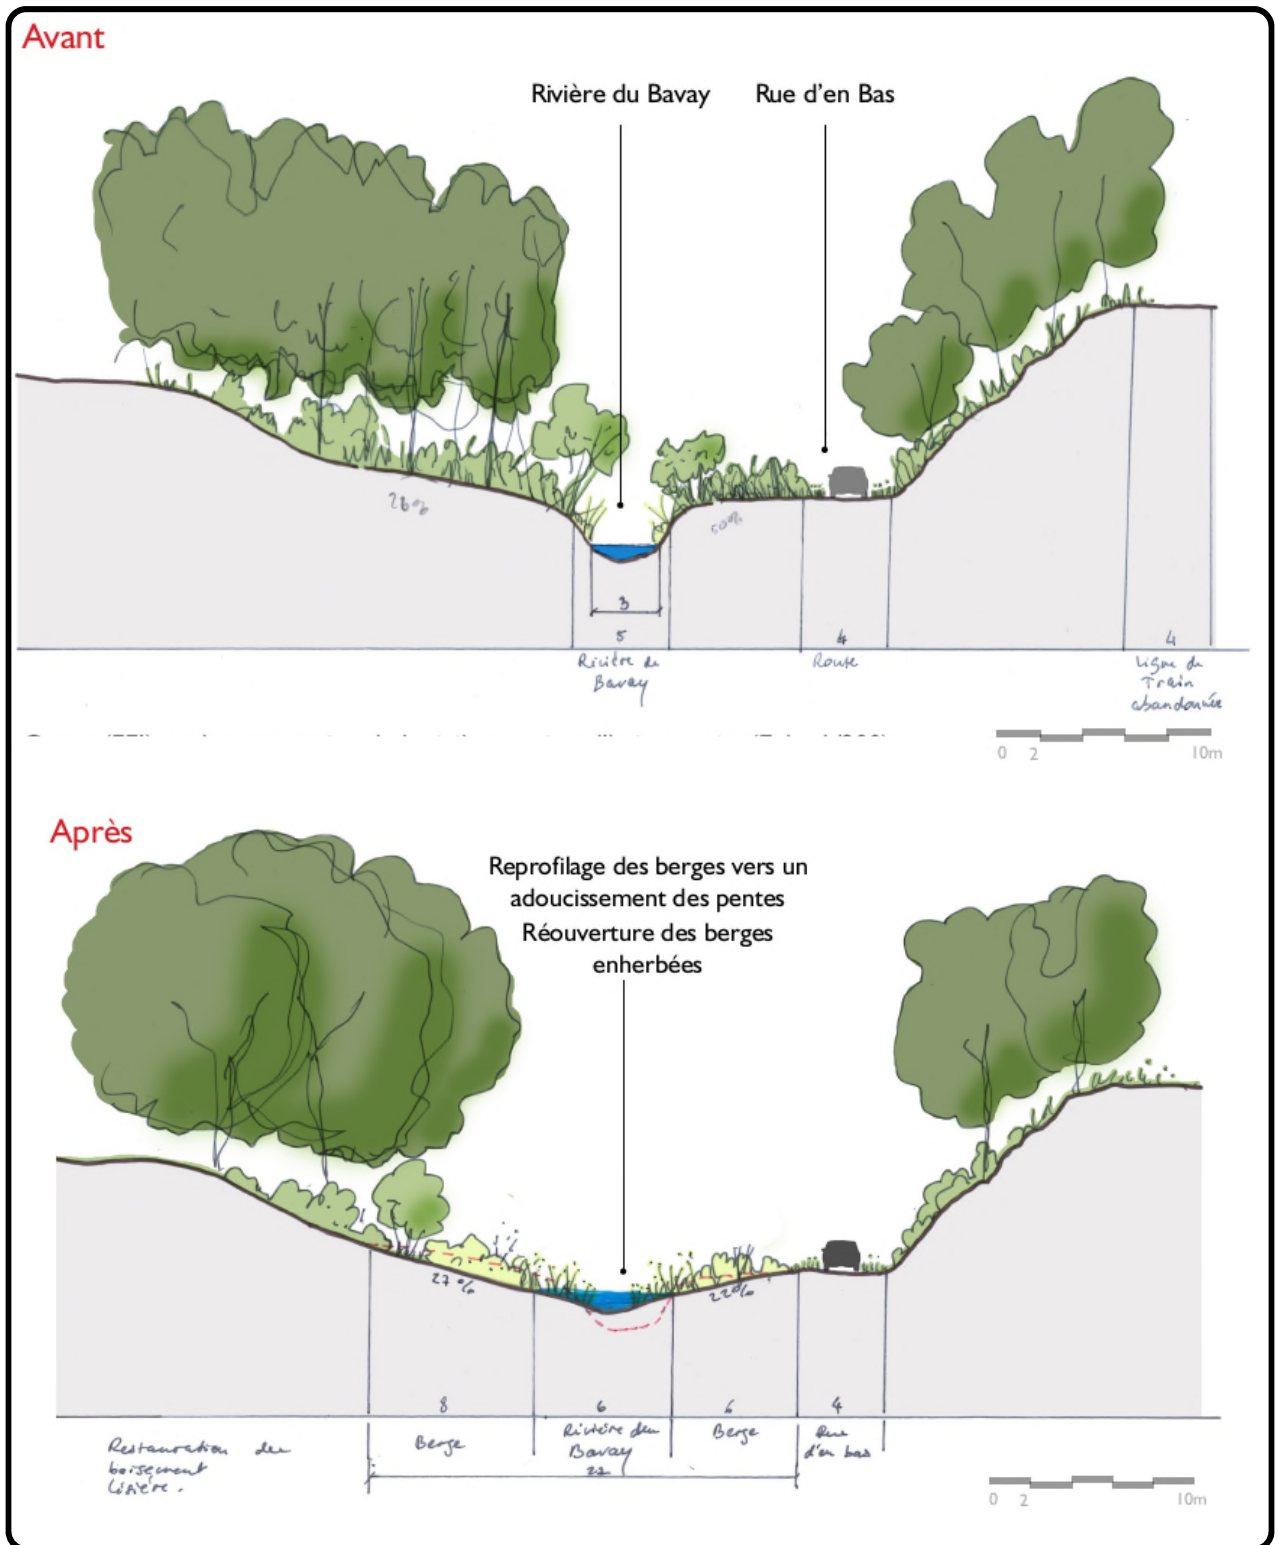 Avant
Rivière du Bavay
Rue d'en Bas
26%
50%
3
5
4
4
Rivière de
Bavay
Route
Ligne de
Train
abandonnée
0 2 10m
Après
Reprofilage des berges vers un
adoucissement des pentes
Réouverture des berges
enherbées
27%
22%
8
6
6
4
Berge
Rivière du
Bavay
Berge
Rue
d'en bas
Restauration du
boisement
lisière.
22
0 2 10m